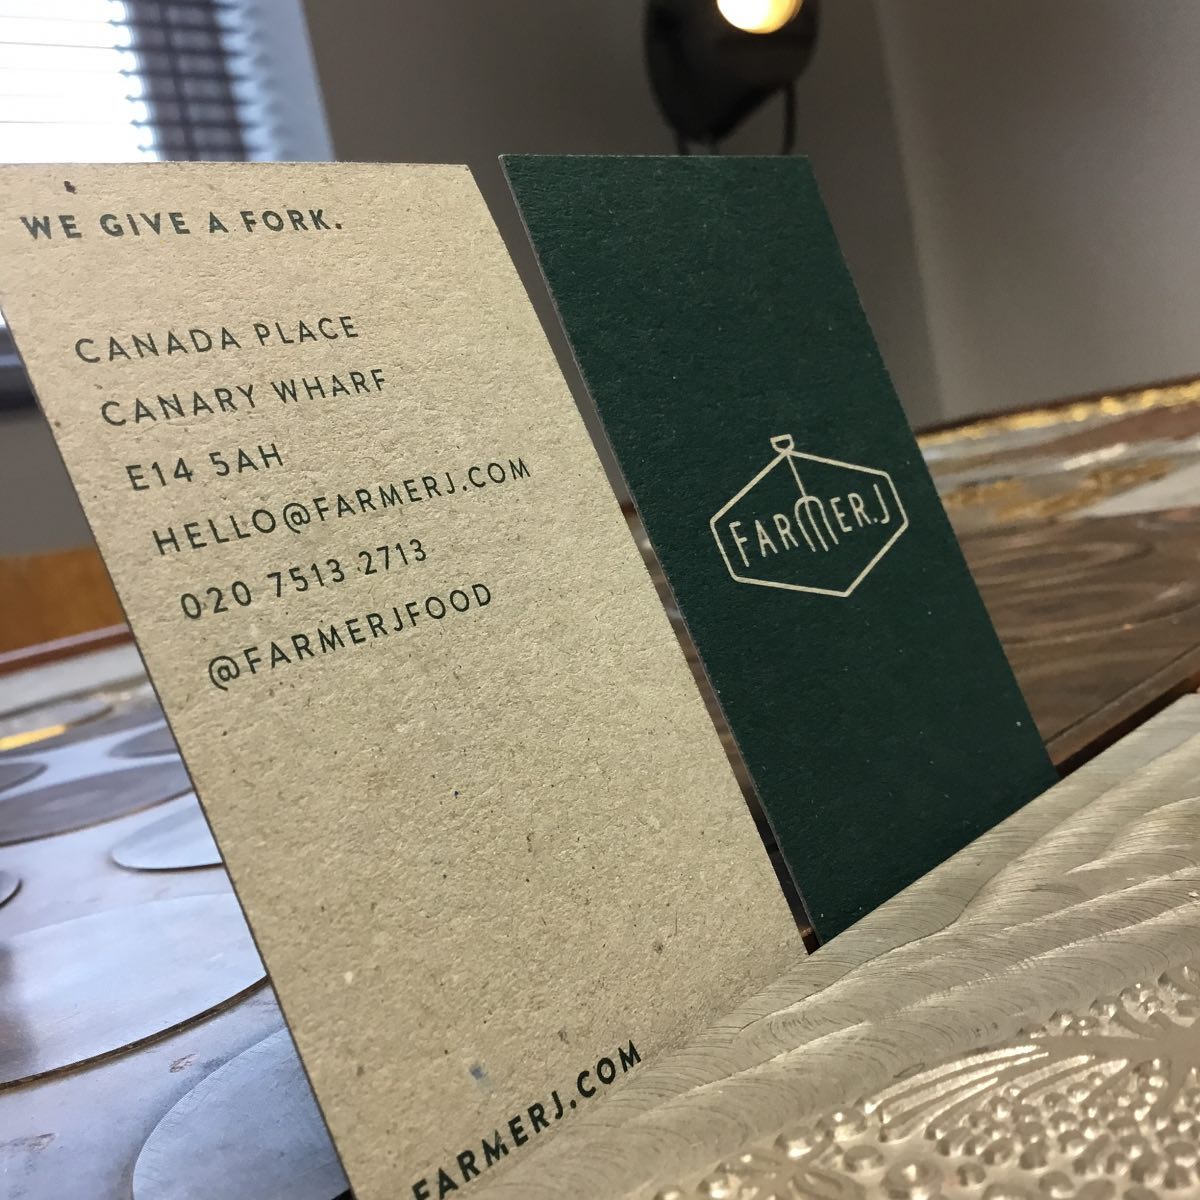 WE GIVE A FORK.
CANADA PLACE
CANARY WHARF
E14 5AH
HELLO@FARMERJ.COM
020 7513 2713
@FARMERJFOOD
FARMERJ.COM
FARMER.J